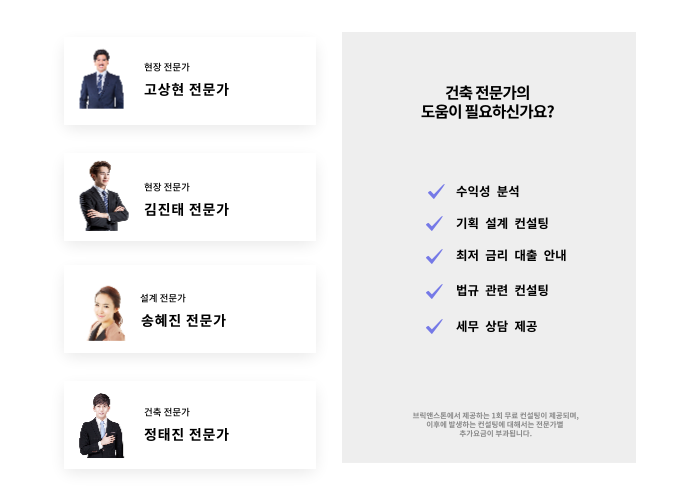 현장 전문가
고상현 전문가
현장 전문가
김진태 전문가
설계 전문가
송혜진 전문가
건축 전문가
정태진 전문가
건축 전문가의
도움이 필요하신가요?
수익성 분석
기획 설계 컨설팅
최저 금리 대출 안내
법규 관련 컨설팅
세무 상담 제공
브릭맨스톤에서 제공하는 1회 무료 컨설팅이 제공되며,
이후에 발생하는 컨설팅에 대해서는 전문가별
추가요금이 부과됩니다.